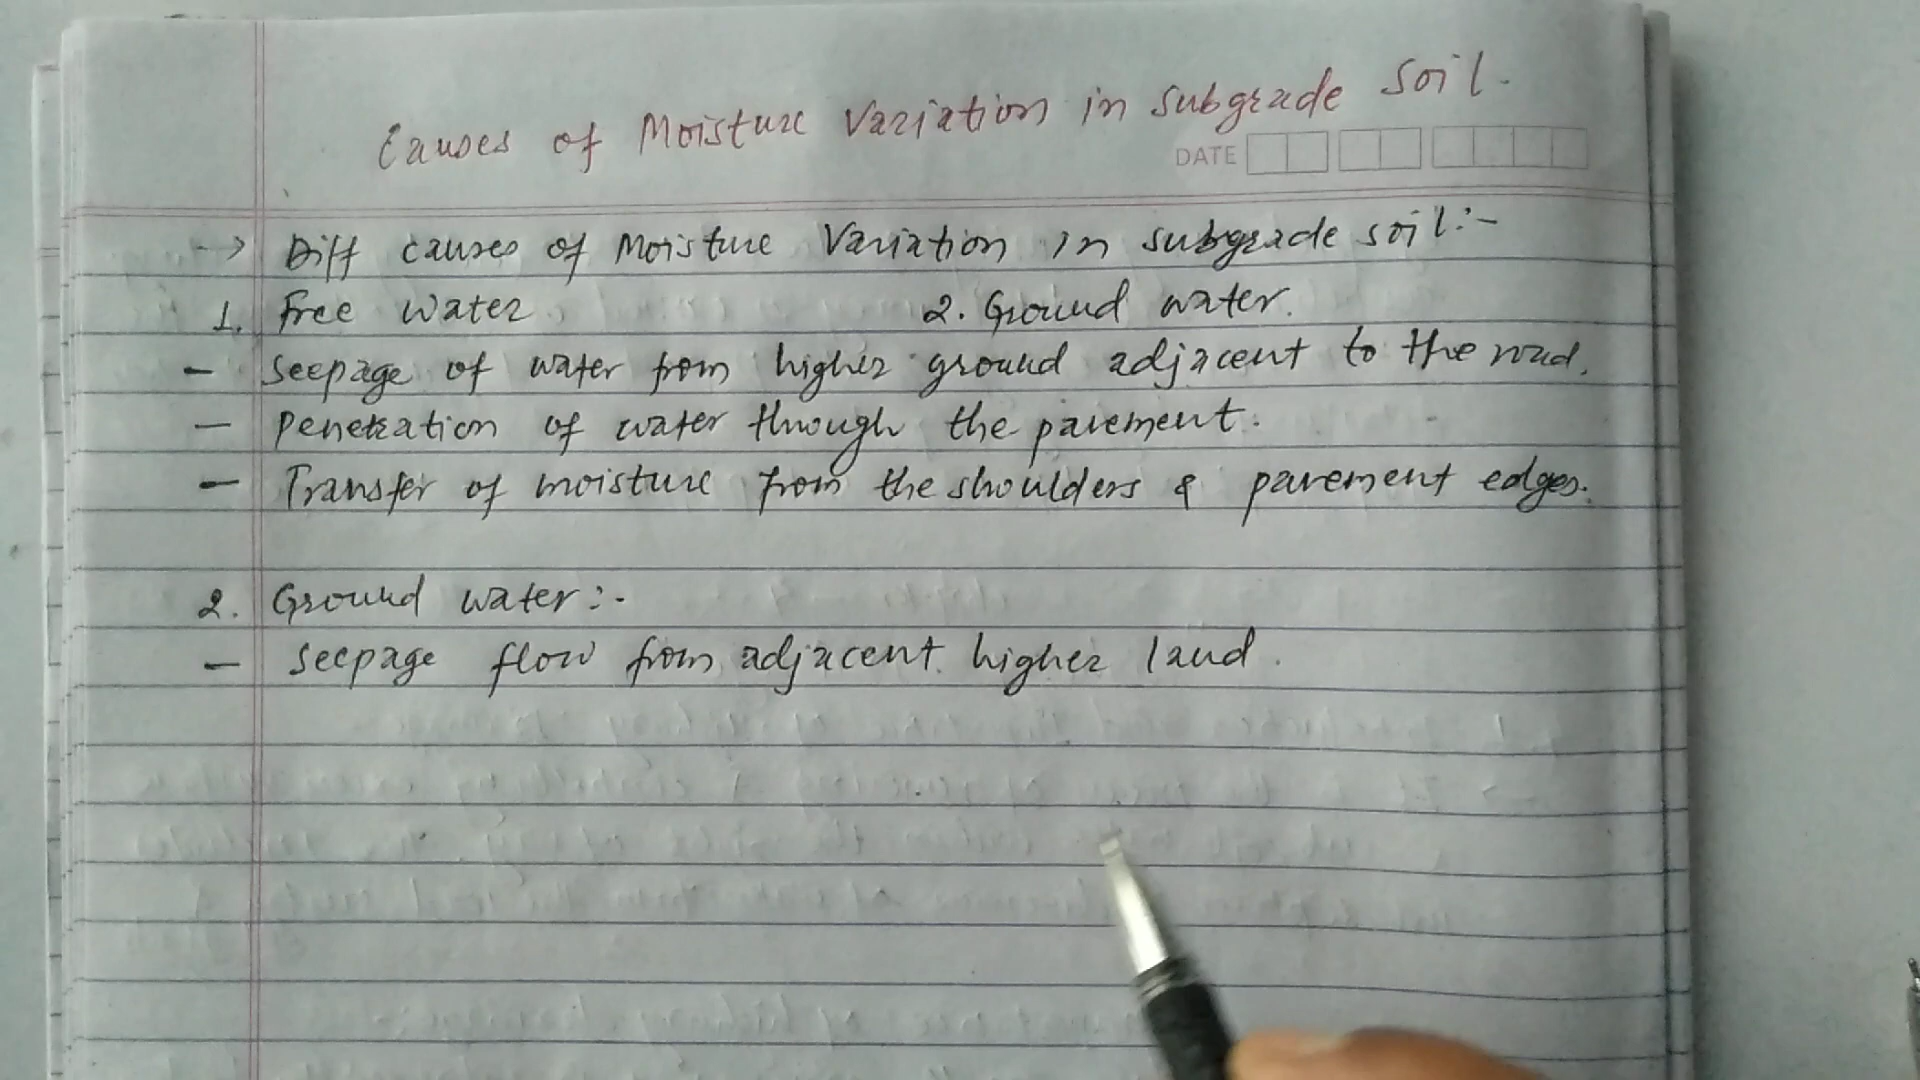 Causes of Moisture Variation in Subgrade Soil.
DATE
→ Diff causes of Moisture Variation in subgrade soil:-
1. Free Water 2. Ground water.
- Seepage of water from higher ground adjacent to the road.
- Penetration of water through the pavement.
- Transfer of moisture from the shoulders & pavement edges.
2. Ground water:-
- Seepage flow from adjacent higher land.